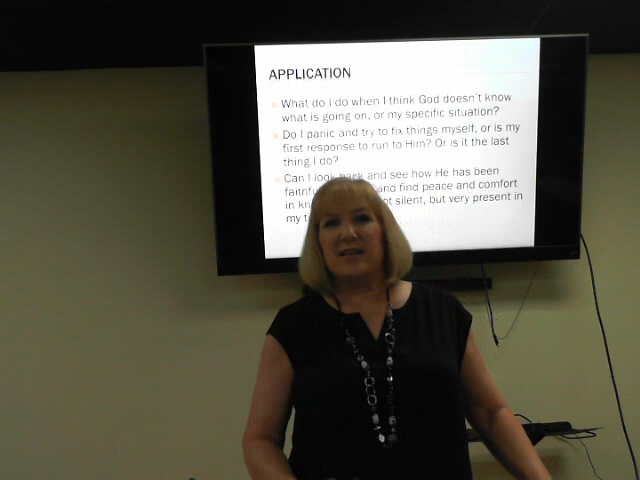 APPLICATION
What do I do when I think God doesn't know
what is going on, or my specific situation?
Do I panic and try to fix things myself, or is my
first response to run to Him? Or is it the last
thing I do?
Can I look back and see how He has been
and find peace and comfort
in silent, but very present in
my